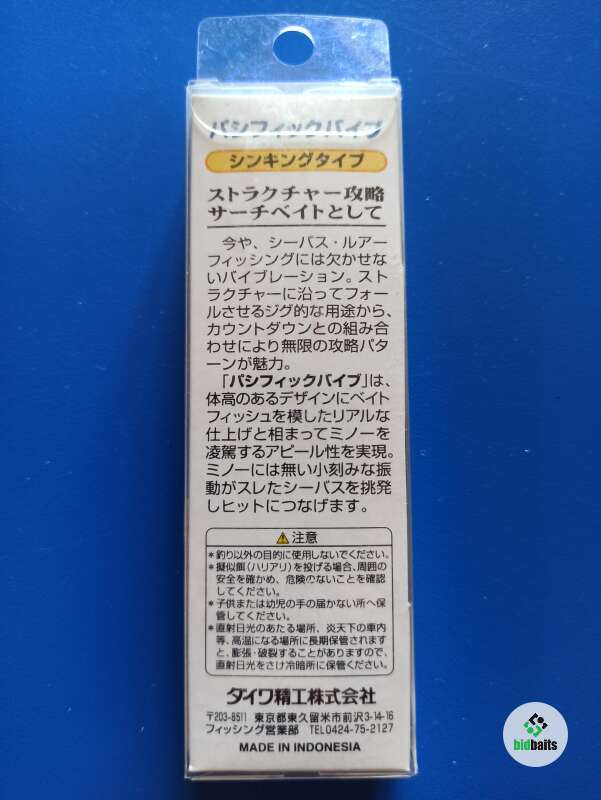 パシフィックバイブ
シンキングタイプ
ストラクチャー攻略
サーチベイトとして
今や、シーバス・ルアー
フィッシングには欠かせな
いバイブレーション。スト
ラクチャーに沿ってフォー
ルさせるジグ的な用途から、
カウントダウンとの組み合
わせにより無限の攻略パタ
ーンが魅力。
「パシフィックバイブ」は、
体高のあるデザインにベイト
フィッシュを模したリアルな
仕上げと相まってミノーを
凌駕するアピール性を実現。
ミノーには無い小刻みな振
動がスレたシーバスを挑発
しヒットにつなげます。
⚠注意
*釣り以外の目的に使用しないでください。
*擬似餌(ハリアリ)を投げる場合、周囲の
安全を確かめ、危険のないことを確認
してください。
*子供または幼児の手の届かない所へ保
管してください。
*直射日光のあたる場所、炎天下の車内
等、高温になる場所に長期保管されます
と、膨張・破裂することがありますので、
直射日光をさけ冷暗所に保管ください。
ダイワ精工株式会社
〒203-8511 東京都東久留米市前沢3-14-16
フィッシング営業部 TEL0424-75-2127
MADE IN INDONESIA
bidbaits